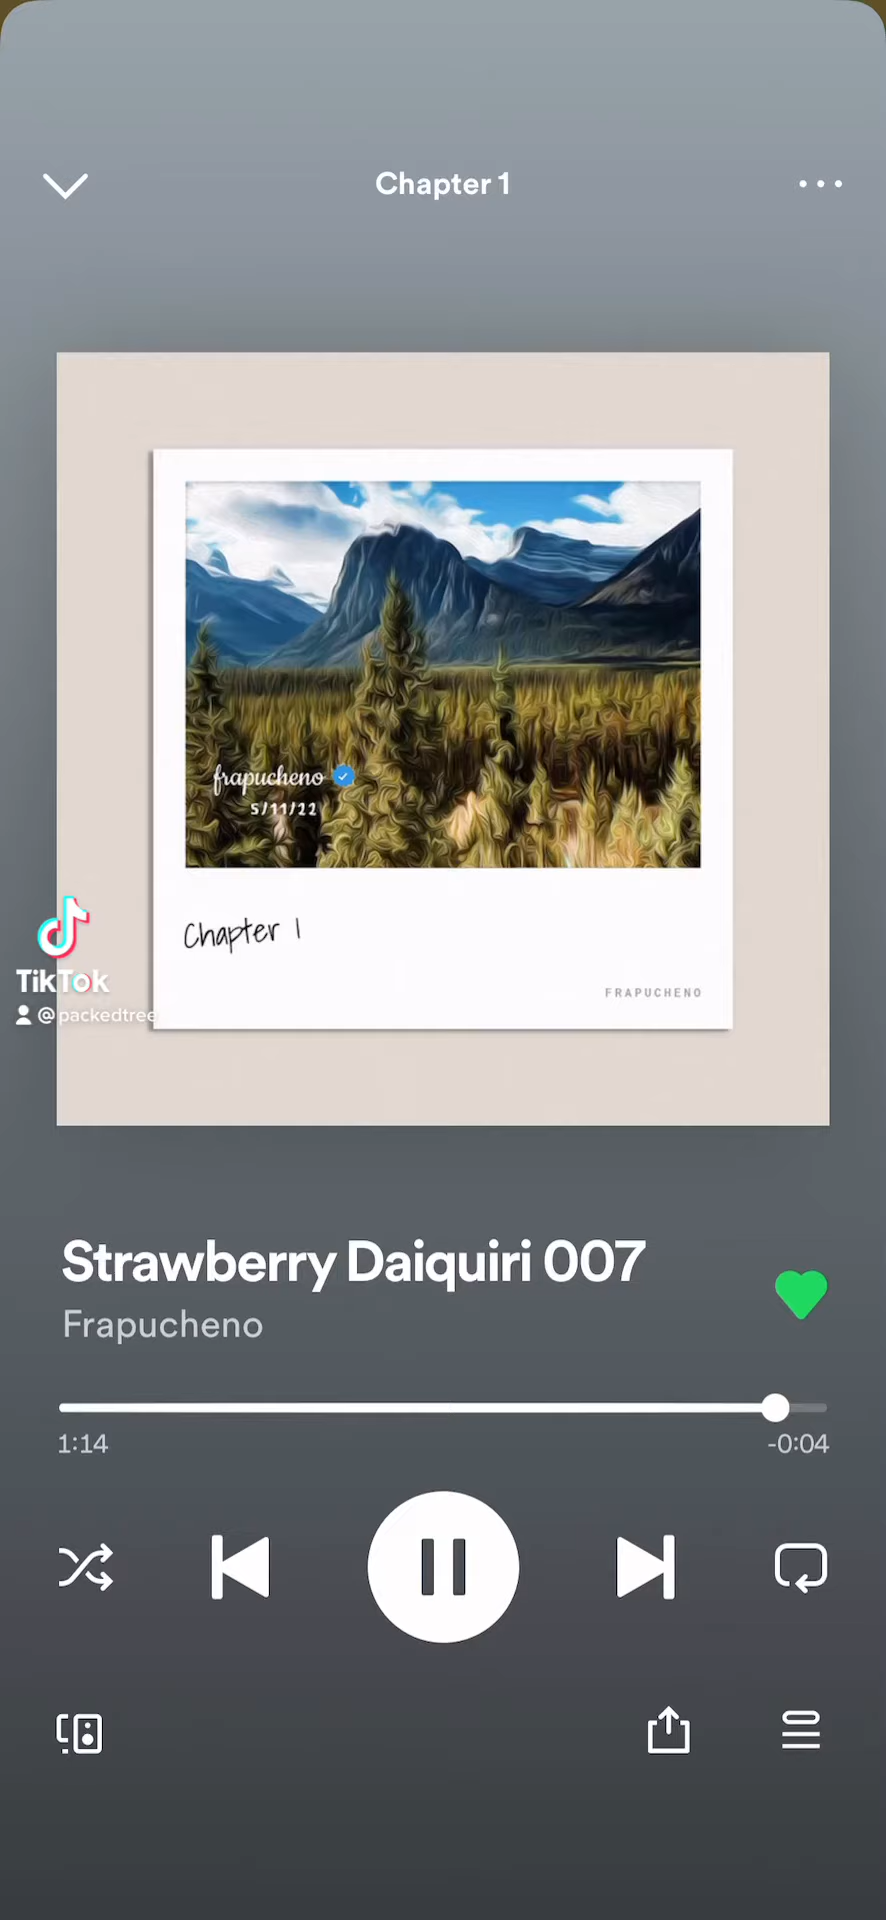 Chapter 1
frapucheno
5/11/22
Chapter 1
FRAPUCHENO
TikTok
@packedtree
Strawberry Daiquiri 007
Frapucheno
1:14
-0:04